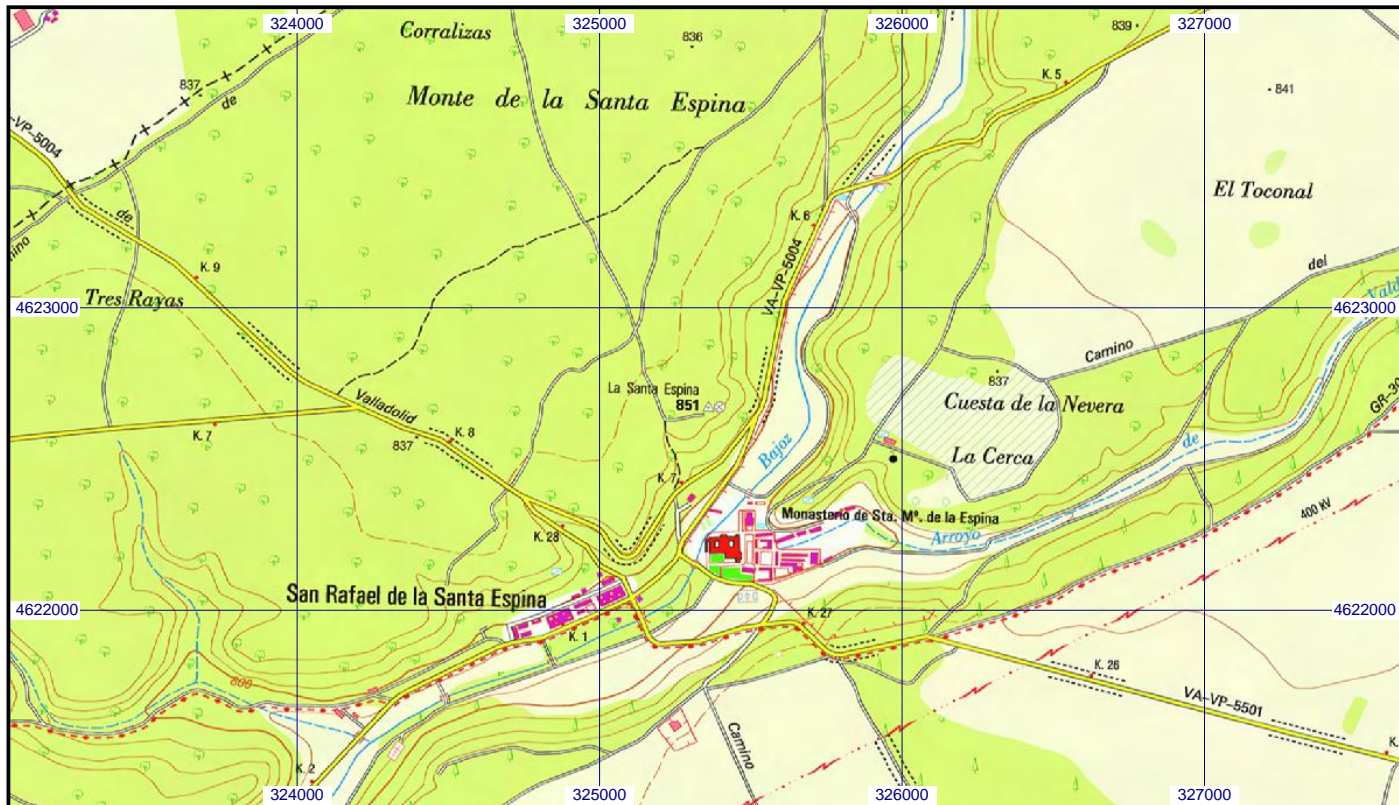 324000
325000
326000
327000
Corralizas
836
839
K. 5
837
de
841
Monte de la Santa Espina
-VP-5004
de
El Toconal
K. 6
VA-VP-5004
K. 9
del
Tres Rayas
4623000
4623000
Camino
La Santa Espina
851
837
Cuesta de la Nevera
GR-30
Valladolid
K. 7
K. 8
837
de
Bajoz
La Cerca
K. 7
400 KV
Monasterio de Sta. Mª. de la Espina
K. 28
Arroyo
San Rafael de la Santa Espina
4622000
4622000
K. 27
K. 1
K. 26
VA-VP-5501
Camino
K. 2
324000
325000
326000
327000